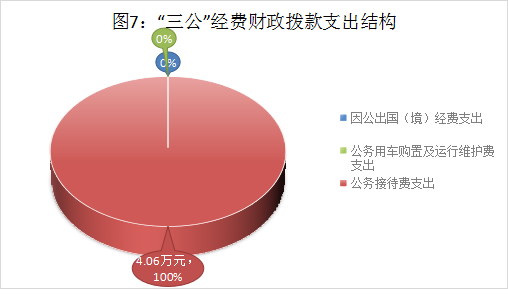 图7：“三公”经费财政拨款支出结构
0%
0%
因公出国（境）经费支出
公务用车购置及运行维护费
支出
公务接待费支出
4.06万元，
100%